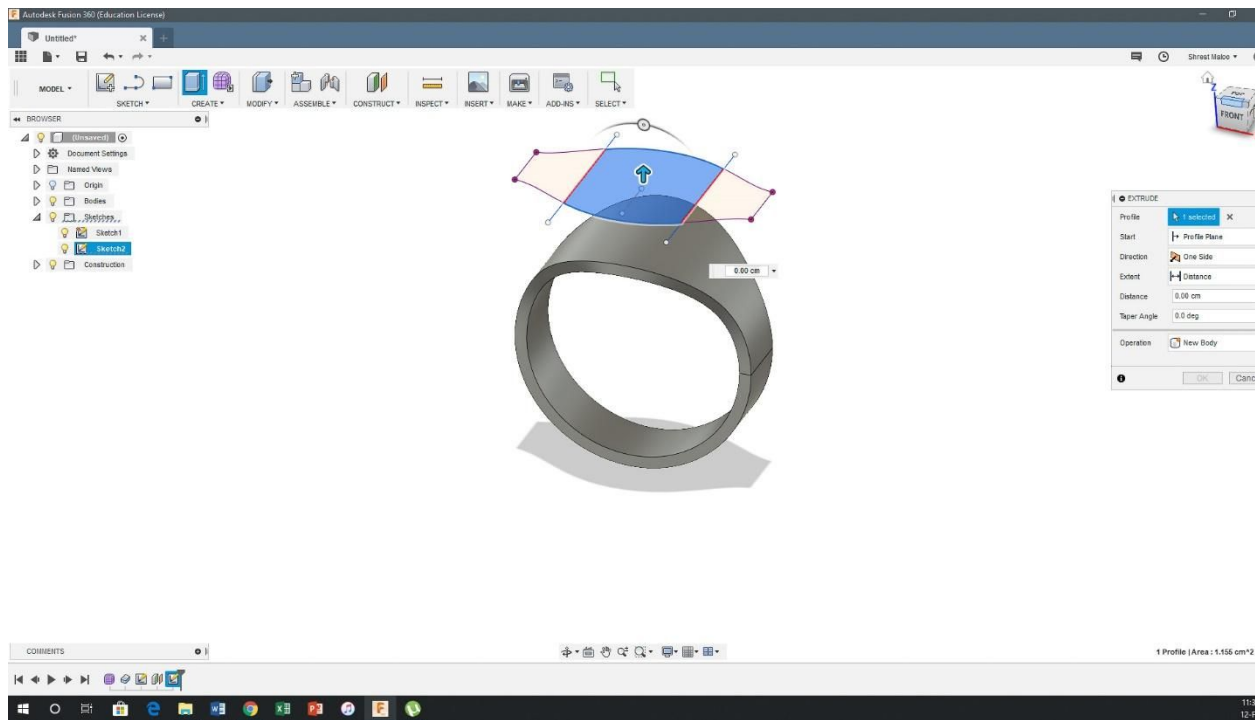 Autodesk Fusion 360 (Education License)
Untitled*
Shrest Maloo
MODEL
SKETCH
CREATE
MODIFY
ASSEMBLE
CONSTRUCT
INSPECT
INSERT
MAKE
ADD-INS
SELECT
BROWSER
(Unsaved)
Document Settings
Named Views
Origin
Bodies
Sketches
Sketch1
Sketch2
Construction
Z
TOP
FRONT
0.00 cm
EXTRUDE
Profile 1 selected
Start Profile Plane
Direction One Side
Extent Distance
Distance 0.00 cm
Taper Angle 0.0 deg
Operation New Body
OK Canc
COMMENTS
1 Profile | Area : 1.156 cm^2